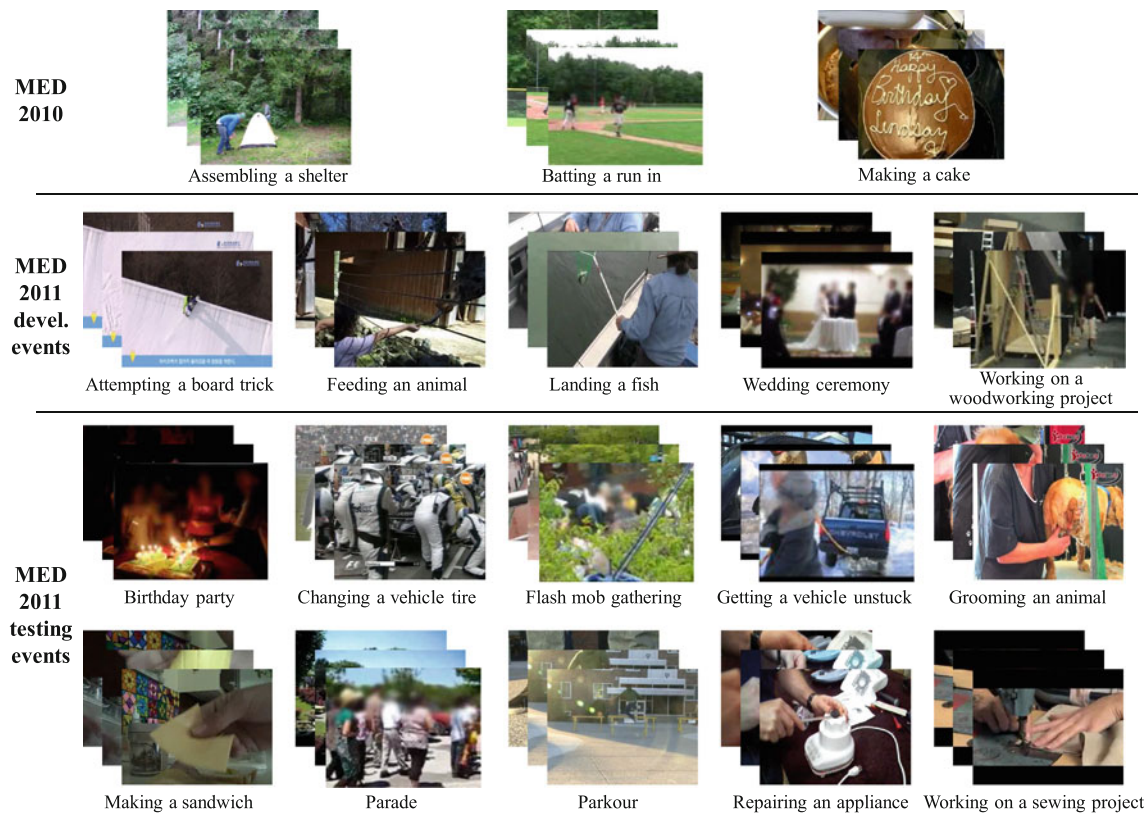 MED
2010
Happy
Birthday
Lindsay
Assembling a shelter
Batting a run in
Making a cake
MED
2011
devel.
events
Attempting a board trick
Feeding an animal
Landing a fish
Wedding ceremony
Working on a
woodworking project
CHEVROLET
Birthday party
Changing a vehicle tire
Flash mob gathering
Getting a vehicle unstuck
Grooming an animal
MED
2011
testing
events
Making a sandwich
Parade
Parkour
Repairing an appliance
Working on a sewing project